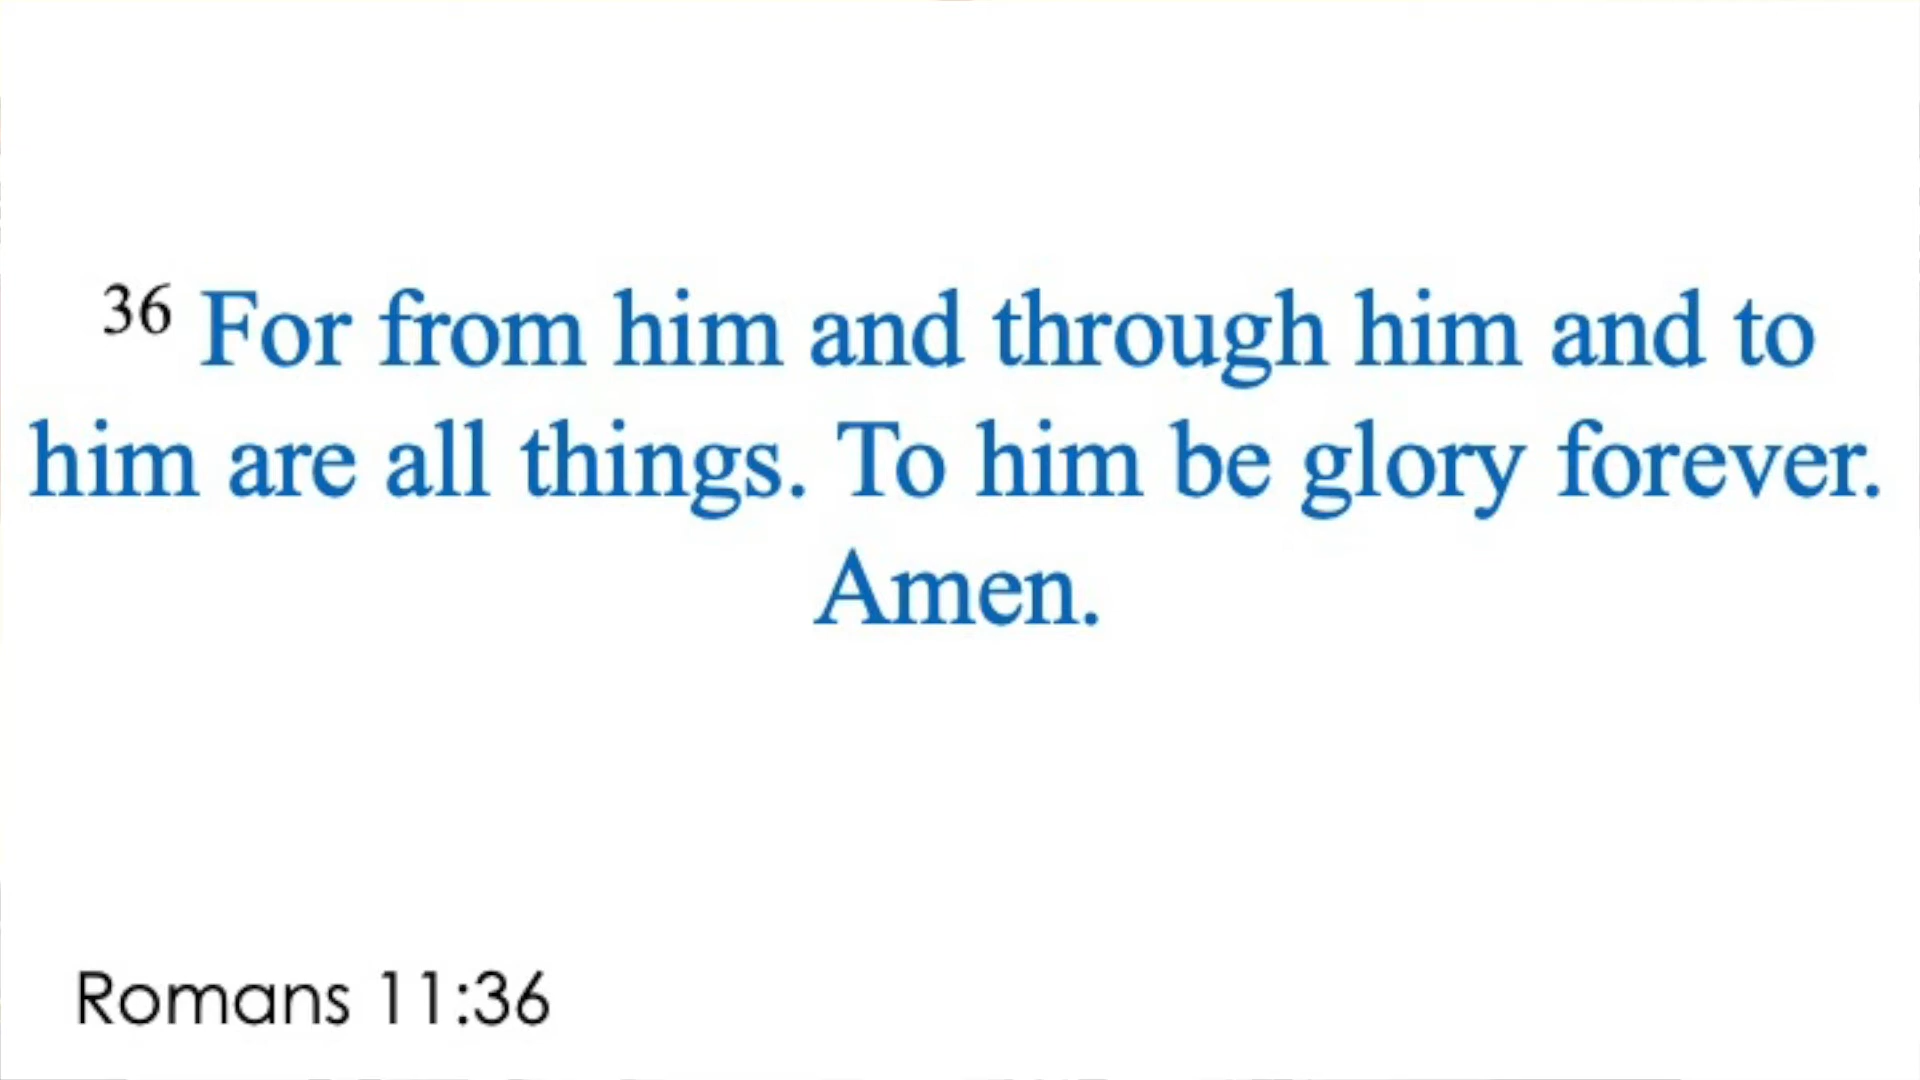 36 For from him and through him and to
him are all things. To him be glory forever.
Amen.
Romans 11:36